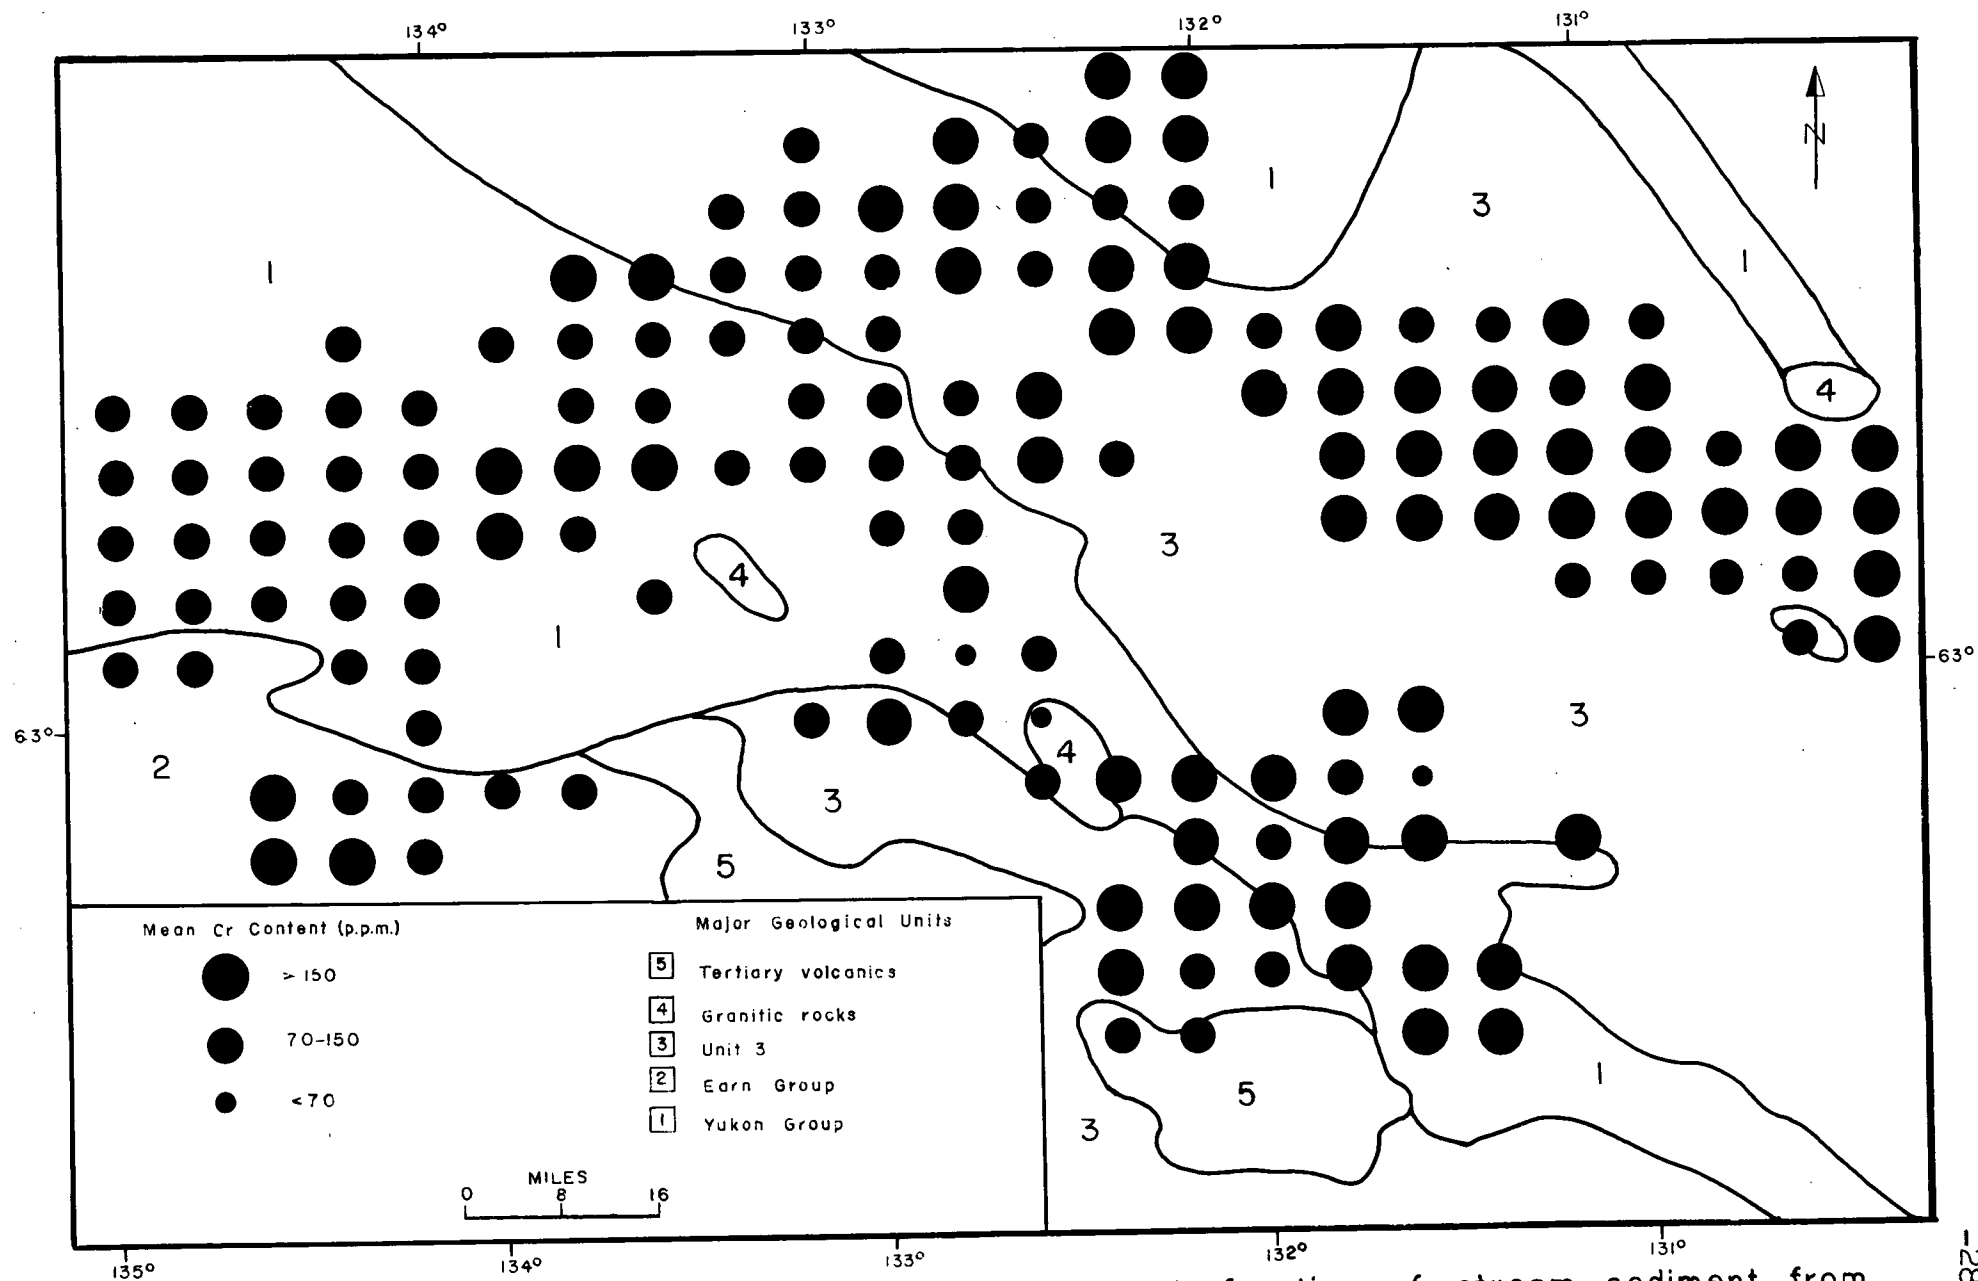 134° 133° 132° 131°
N
1
3
1
1
4
3
4
1
63°
3
63°
2
4
3
5
Mean Cr Content (p.p.m.)
> 150
70-150
<70
Major Geological Units
5 Tertiary volcanics
4 Granitic rocks
3 Unit 3
2 Earn Group
1 Yukon Group
MILES
0 8 16
1
5
3
135° 134° 133° 132° 131°
fraction of stream sediment from